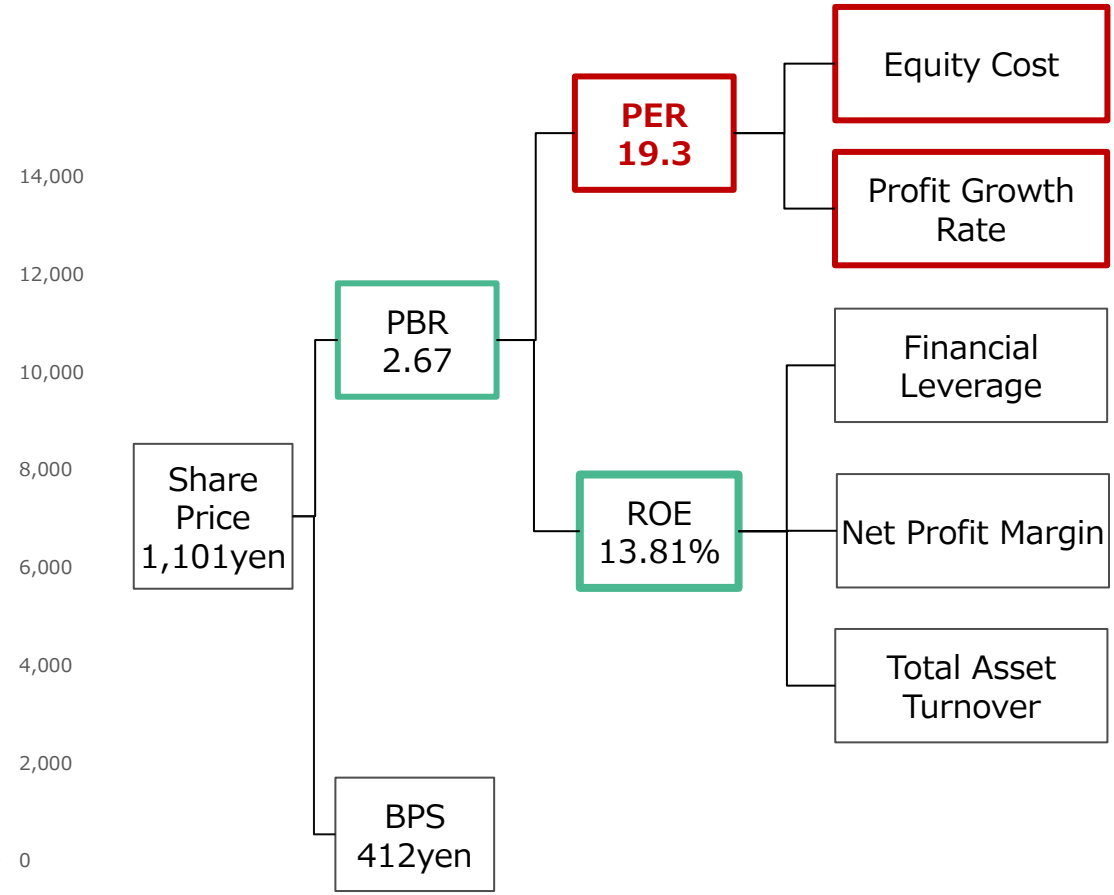 Equity Cost
PER
19.3
14,000
Profit Growth
Rate
12,000
PBR
2.67
Financial
Leverage
10,000
8,000
Share
Price
1,101yen
ROE
13.81%
Net Profit Margin
6,000
4,000
Total Asset
Turnover
2,000
BPS
412yen
0